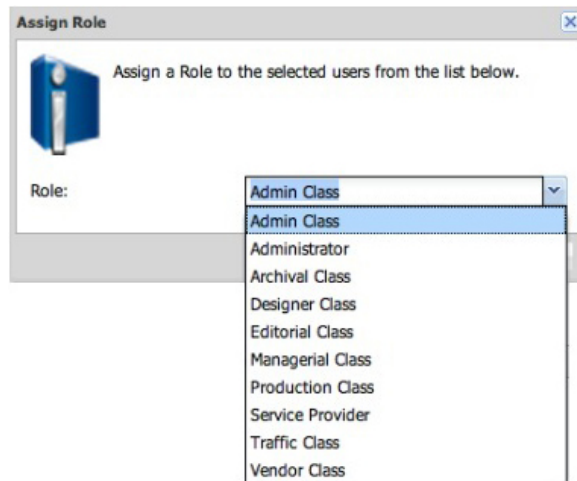 Assign Role
Assign a Role to the selected users from the list below.
Role:
Admin Class
Admin Class
Administrator
Archival Class
Designer Class
Editorial Class
Managerial Class
Production Class
Service Provider
Traffic Class
Vendor Class